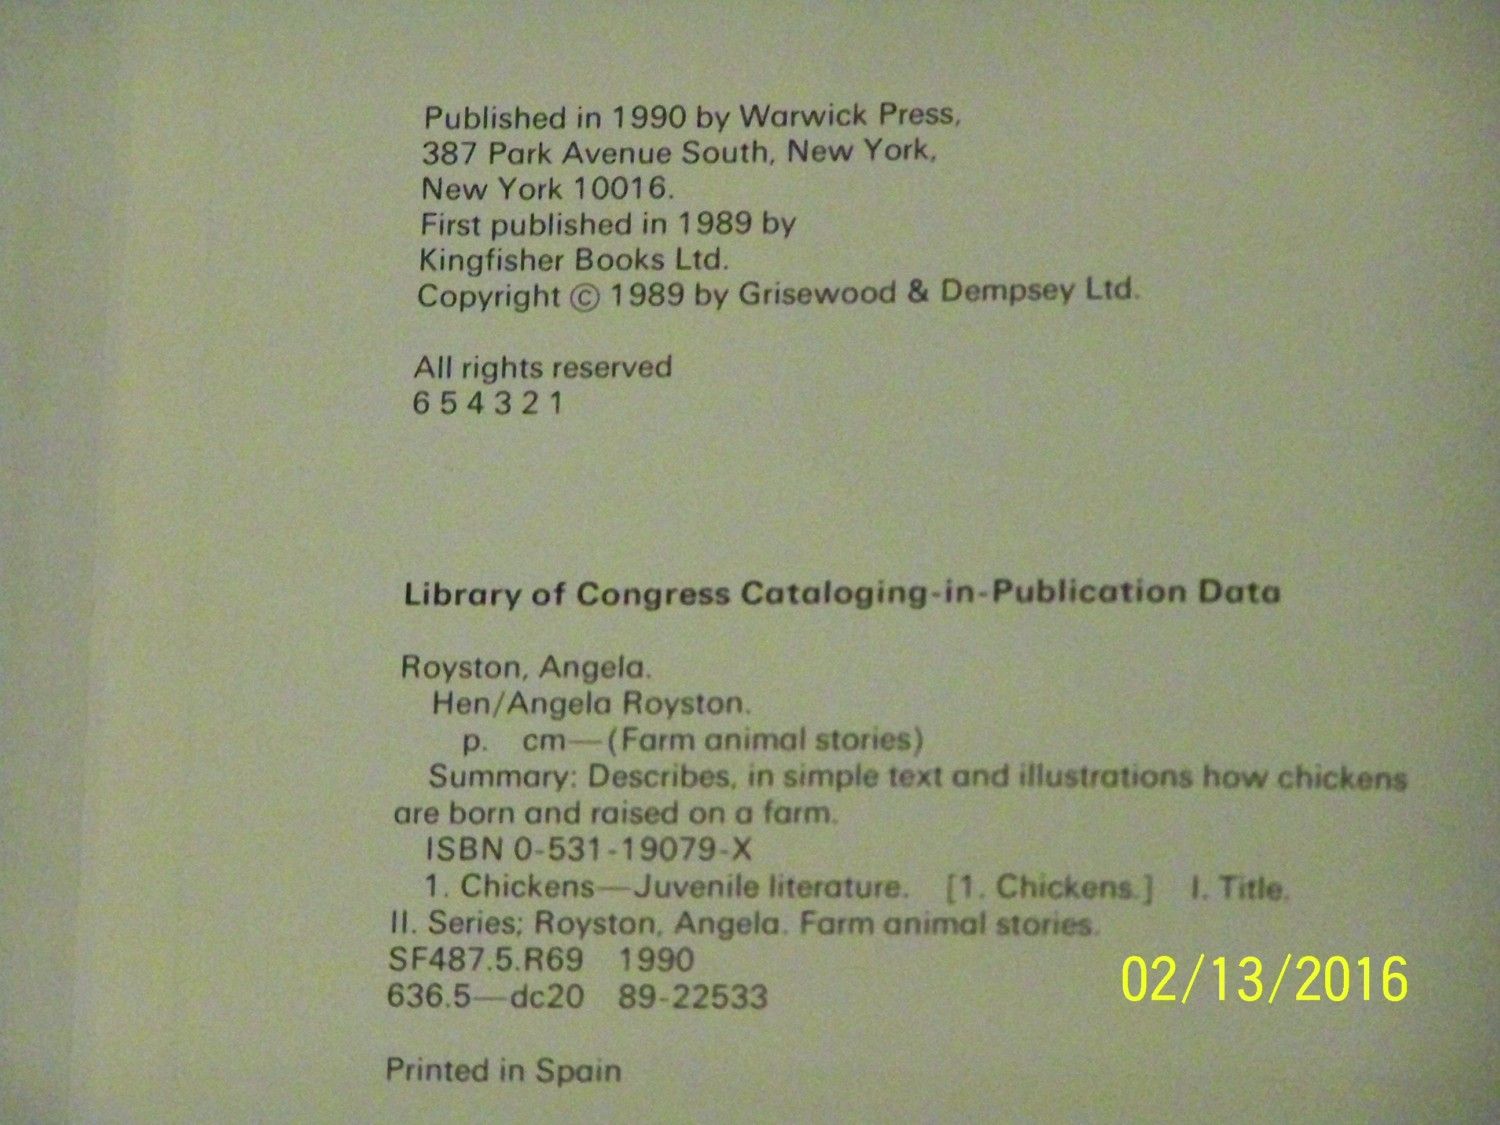 Published in 1990 by Warwick Press,
387 Park Avenue South, New York,
New York 10016.
First published in 1989 by
Kingfisher Books Ltd.
Copyright © 1989 by Grisewood & Dempsey Ltd.
All rights reserved
6 5 4 3 2 1
Library of Congress Cataloging-in-Publication Data
Royston, Angela.
Hen/Angela Royston.
p. cm—(Farm animal stories)
Summary: Describes, in simple text and illustrations how chickens
are born and raised on a farm.
ISBN 0-531-19079-X
1. Chickens—Juvenile literature. [1. Chickens.] I. Title.
II. Series; Royston, Angela. Farm animal stories.
SF487.5.R69 1990
636.5—dc20 89-22533
02/13/2016
Printed in Spain